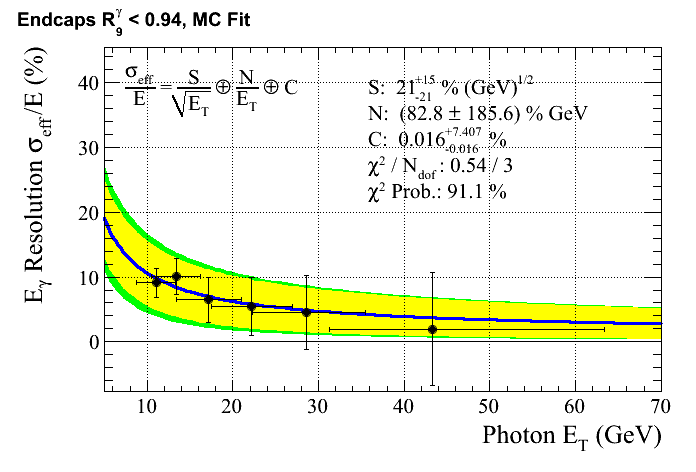 Endcaps R₉^γ < 0.94, MC Fit
E_γ Resolution σ_eff/E (%)
σ_eff/E = S/√E_T ⊕ N/E_T ⊕ C
S: 21^{+15}_{-21} % (GeV)^{1/2}
N: (82.8 ± 185.6) % GeV
C: 0.016^{+7.407}_{-0.016} %
χ² / N_dof : 0.54 / 3
χ² Prob.: 91.1 %
40
30
20
10
0
10 20 30 40 50 60 70
Photon E_T (GeV)